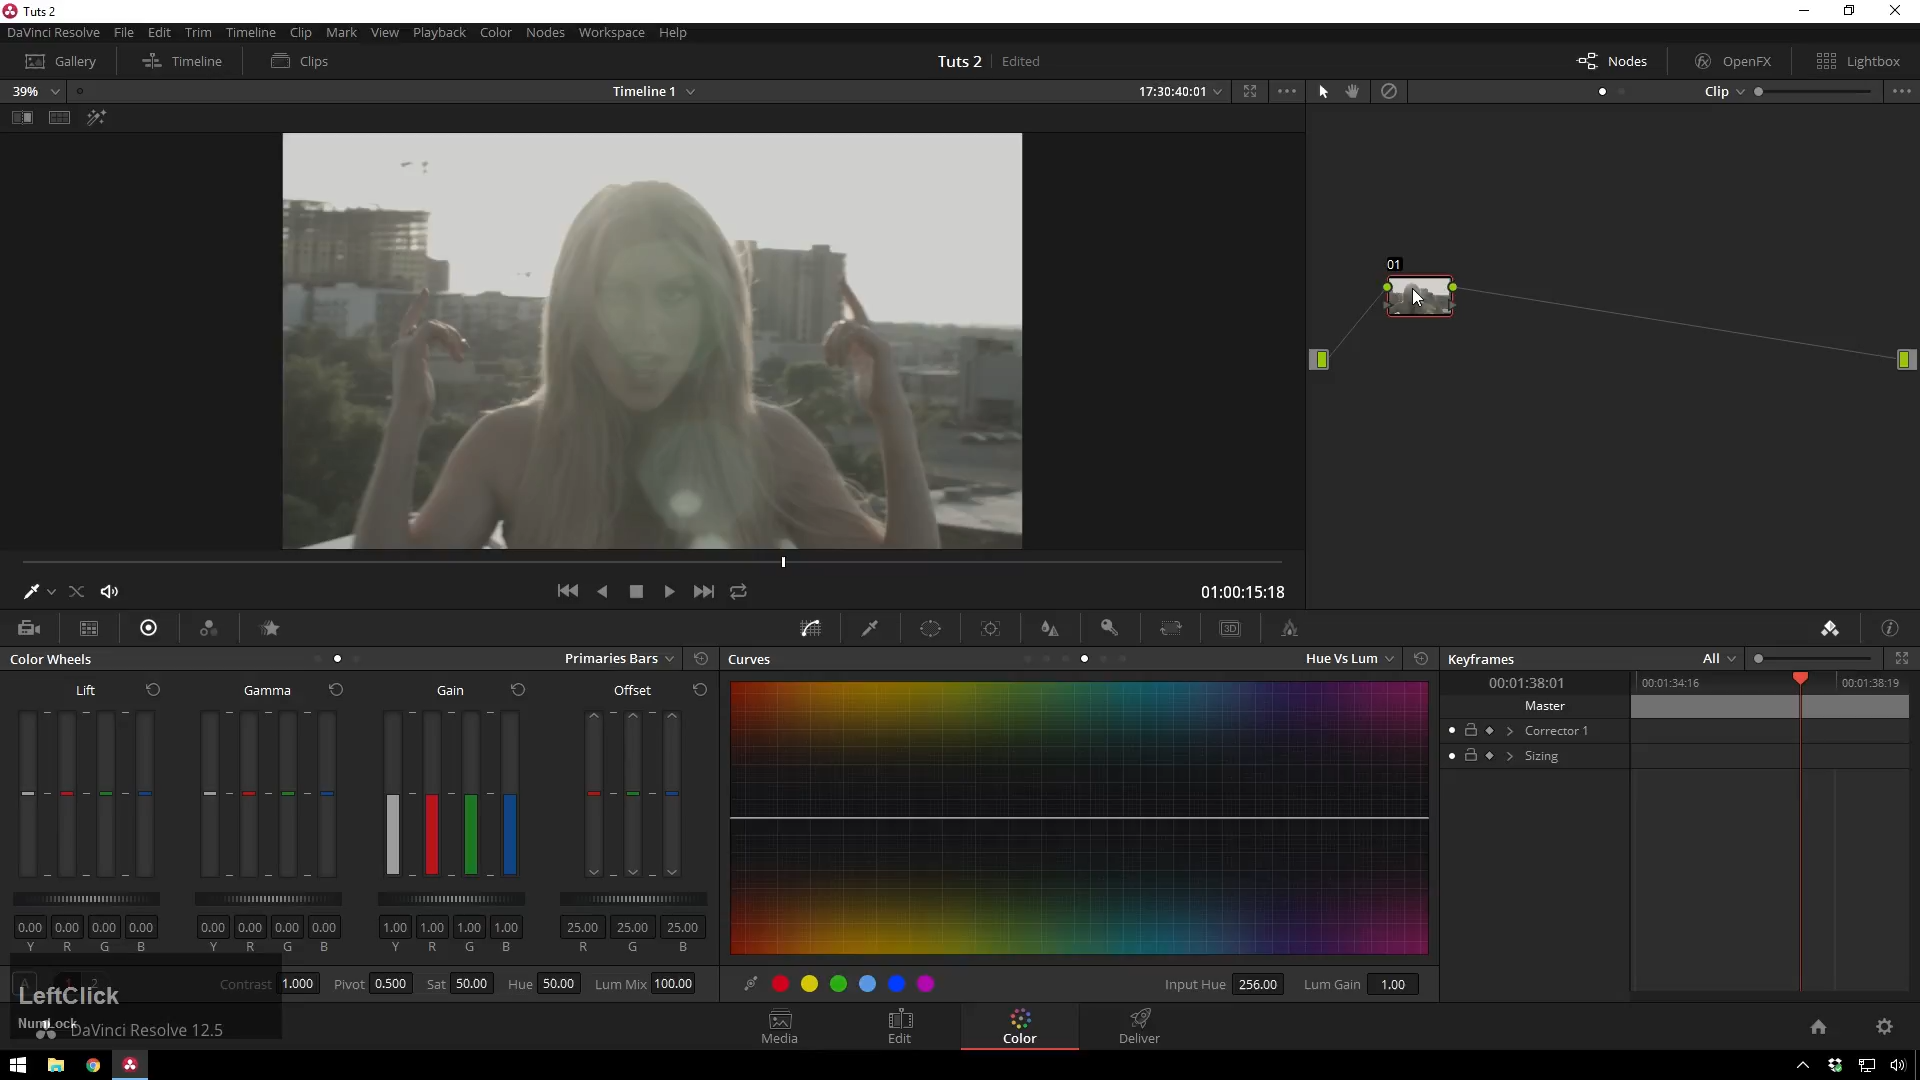 Tuts 2
DaVinci Resolve File Edit Trim Timeline Clip Mark View Playback Color Nodes Workspace Help
Gallery Timeline Clips Tuts 2 Edited Nodes OpenFX Lightbox
39% Timeline 1 17:30:40:01 Clip
01
01:00:15:18
3D
Color Wheels Primaries Bars Curves Hue Vs Lum Keyframes All
Lift Gamma Gain Offset 00:01:38:01 00:01:34:16 00:01:38:19
Master
Corrector 1
Sizing
0.00 0.00 0.00 0.00 0.00 0.00 0.00 0.00 1.00 1.00 1.00 1.00 25.00 25.00 25.00
Y R G B Y R G B Y R G B R G B
A 1 2 Contrast 1.000 Pivot 0.500 Sat 50.00 Hue 50.00 Lum Mix 100.00 Input Hue 256.00 Lum Gain 1.00
LeftClick
NumLock
DaVinci Resolve 12.5
Media Edit Color Deliver